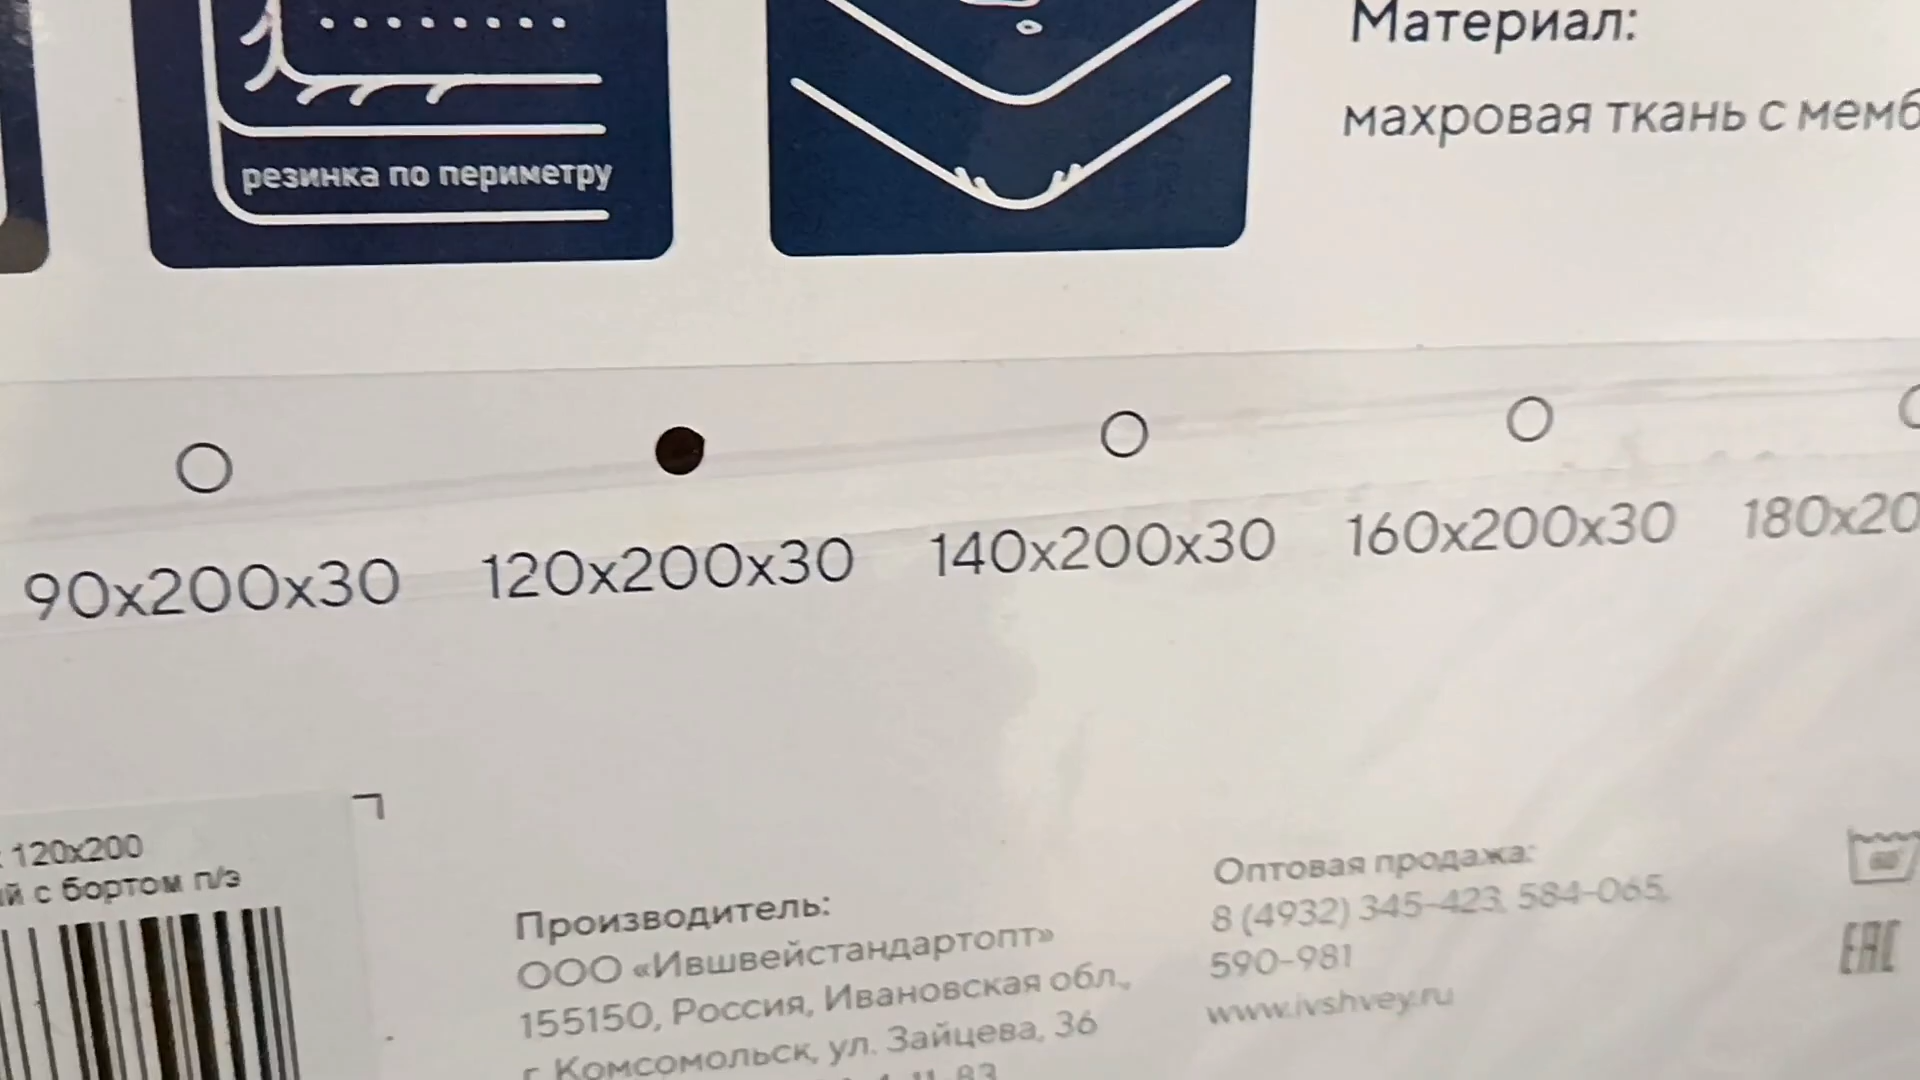 резинка по периметру
Материал:
махровая ткань с мемб
90x200x30 120x200x30 140x200x30 160x200x30 180x20
120x200
й с бортом п/э
Производитель:
ООО «Ившвейстандартопт»
155150, Россия, Ивановская обл.,
г. Комсомольск, ул. Зайцева, 36
Оптовая продажа:
8 (4932) 345-423, 584-065,
590-981
www.ivshvey.ru
EAC